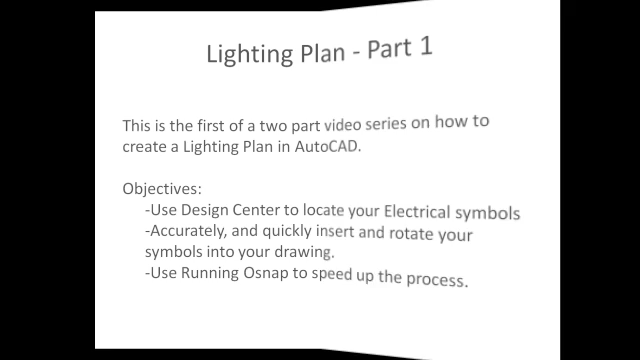 Lighting Plan - Part 1
This is the first of a two part video series on how to
create a Lighting Plan in AutoCAD.
Objectives:
-Use Design Center to locate your Electrical symbols
-Accurately, and quickly insert and rotate your
symbols into your drawing.
-Use Running Osnap to speed up the process.